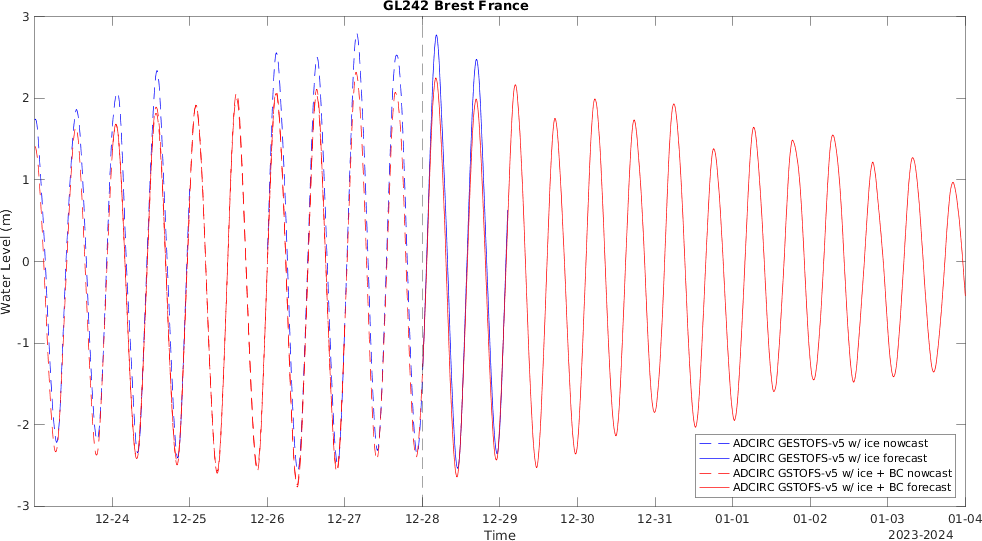 GL242 Brest France
3
2
1
0
-1
-2
-3
Water Level (m)
ADCIRC GESTOFS-v5 w/ ice nowcast
ADCIRC GESTOFS-v5 w/ ice forecast
ADCIRC GSTOFS-v5 w/ ice + BC nowcast
ADCIRC GSTOFS-v5 w/ ice + BC forecast
12-24 12-25 12-26 12-27 12-28 12-29 12-30 12-31 01-01 01-02 01-03 01-04
Time
2023-2024